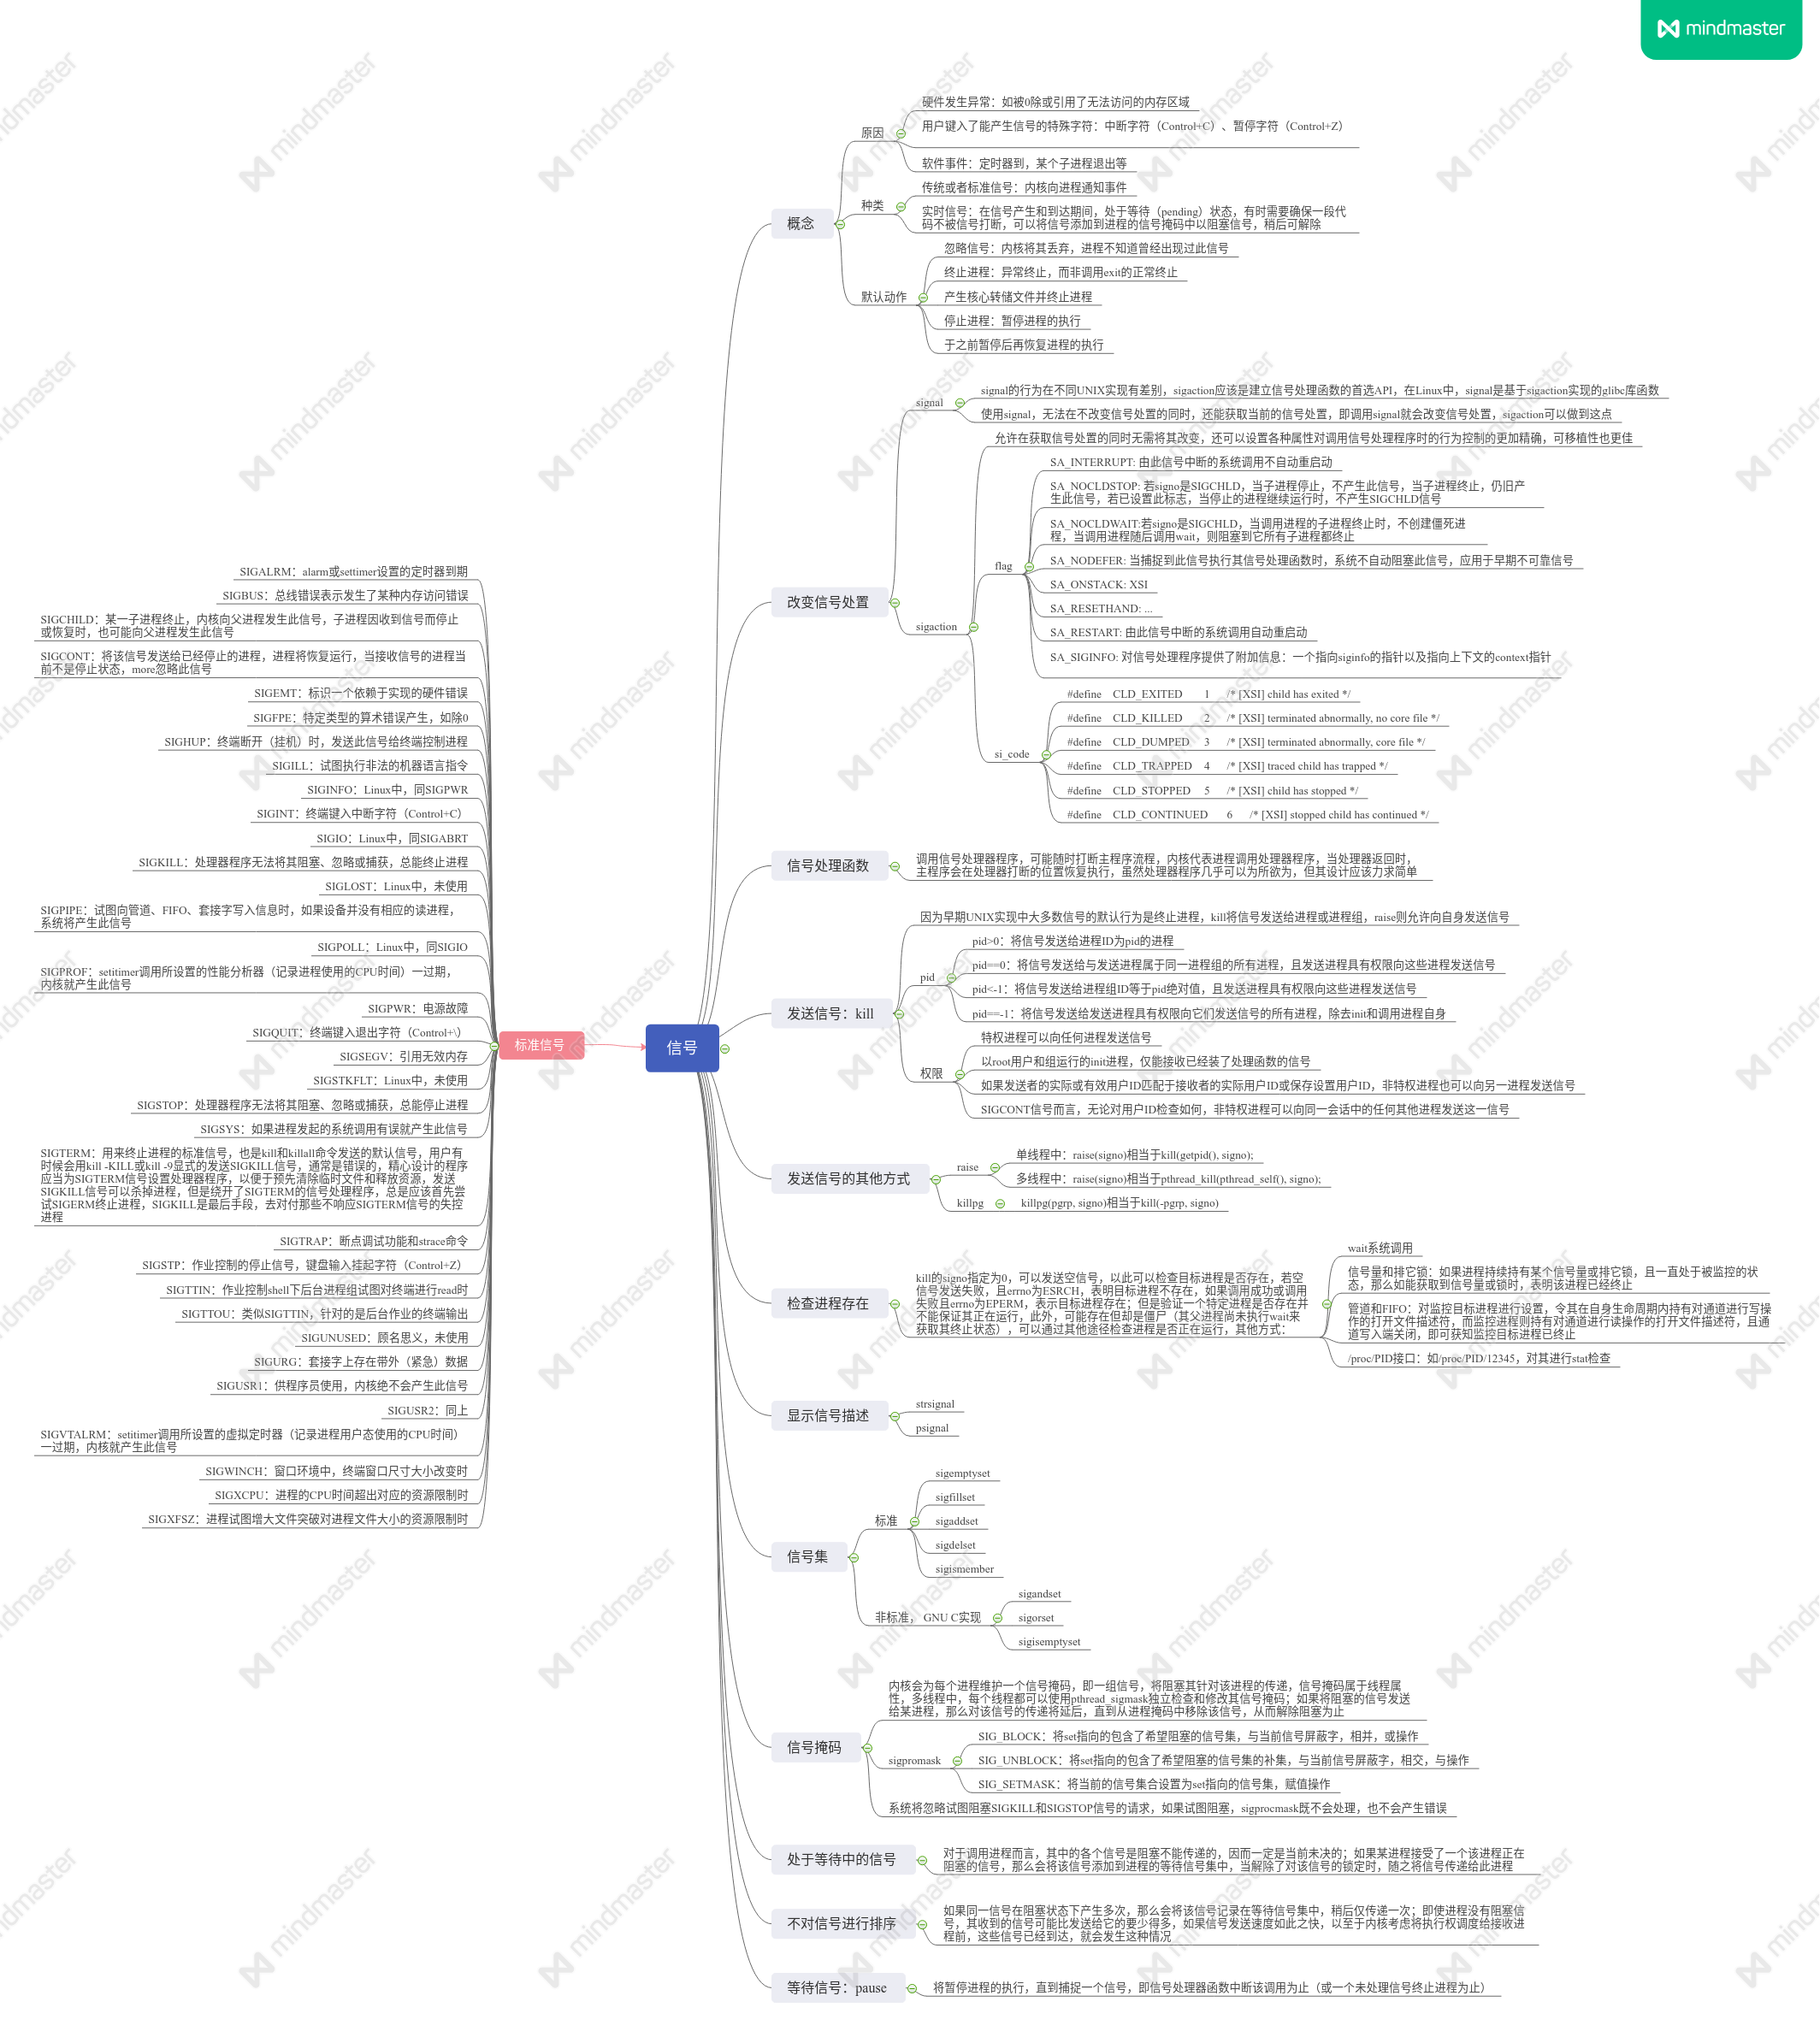 mindmaster
信号
概念
原因
硬件发生异常：如被0除或引用了无法访问的内存区域
用户键入了能产生信号的特殊字符：中断字符（Control+C）、暂停字符（Control+Z）
软件事件：定时器到，某个子进程退出等
种类
传统或者标准信号：内核向进程通知事件
实时信号：在信号产生和到达期间，处于等待（pending）状态，有时需要确保一段代
码不被信号打断，可以将信号添加到进程的信号掩码中以阻塞信号，稍后可解除
默认动作
忽略信号：内核将其丢弃，进程不知道曾经出现过此信号
终止进程：异常终止，而非调用exit的正常终止
产生核心转储文件并终止进程
停止进程：暂停进程的执行
于之前暂停后再恢复进程的执行
改变信号处置
signal
signal的行为在不同UNIX实现有差别，sigaction应该是建立信号处理函数的首选API，在Linux中，signal是基于sigaction实现的glibc库函数
使用signal，无法在不改变信号处置的同时，还能获取当前的信号处置，即调用signal就会改变信号处置，sigaction可以做到这点
sigaction
允许在获取信号处置的同时无需将其改变，还可以设置各种属性对调用信号处理程序时的行为控制的更加精确，可移植性也更佳
flag
SA_INTERRUPT: 由此信号中断的系统调用不自动重启动
SA_NOCLDSTOP: 若signo是SIGCHLD，当子进程停止，不产生此信号，当子进程终止，仍旧产
生此信号，若已设置此标志，当停止的进程继续运行时，不产生SIGCHLD信号
SA_NOCLDWAIT:若signo是SIGCHLD，当调用进程的子进程终止时，不创建僵死进
程，当调用进程随后调用wait，则阻塞到它所有子进程都终止
SA_NODEFER: 当捕捉到此信号执行其信号处理函数时，系统不自动阻塞此信号，应用于早期不可靠信号
SA_ONSTACK: XSI
SA_RESETHAND: ...
SA_RESTART: 由此信号中断的系统调用自动重启动
SA_SIGINFO: 对信号处理程序提供了附加信息：一个指向siginfo的指针以及指向上下文的context指针
si_code
#define CLD_EXITED 1 /* [XSI] child has exited */
#define CLD_KILLED 2 /* [XSI] terminated abnormally, no core file */
#define CLD_DUMPED 3 /* [XSI] terminated abnormally, core file */
#define CLD_TRAPPED 4 /* [XSI] traced child has trapped */
#define CLD_STOPPED 5 /* [XSI] child has stopped */
#define CLD_CONTINUED 6 /* [XSI] stopped child has continued */
信号处理函数
调用信号处理器程序，可能随时打断主程序流程，内核代表进程调用处理器程序，当处理器返回时，
主程序会在处理器打断的位置恢复执行，虽然处理器程序几乎可以为所欲为，但其设计应该力求简单
发送信号：kill
因为早期UNIX实现中大多数信号的默认行为是终止进程，kill将信号发送给进程或进程组，raise则允许向自身发送信号
pid
pid>0：将信号发送给进程ID为pid的进程
pid==0：将信号发送给与发送进程属于同一进程组的所有进程，且发送进程具有权限向这些进程发送信号
pid<-1：将信号发送给进程组ID等于pid绝对值，且发送进程具有权限向这些进程发送信号
pid==-1：将信号发送给发送进程具有权限向它们发送信号的所有进程，除去init和调用进程自身
权限
特权进程可以向任何进程发送信号
以root用户和组运行的init进程，仅能接收已经装了处理函数的信号
如果发送者的实际或有效用户ID匹配于接收者的实际用户ID或保存设置用户ID，非特权进程也可以向另一进程发送信号
SIGCONT信号而言，无论对用户ID检查如何，非特权进程可以向同一会话中的任何其他进程发送这一信号
发送信号的其他方式
raise
单线程中：raise(signo)相当于kill(getpid(), signo);
多线程中：raise(signo)相当于pthread_kill(pthread_self(), signo);
killpg
killpg(pgrp, signo)相当于kill(-pgrp, signo)
检查进程存在
kill的signo指定为0，可以发送空信号，以此可以检查目标进程是否存在，若空
信号发送失败，且errno为ESRCH，表明目标进程不存在，如果调用成功或调用
失败且errno为EPERM，表示目标进程存在；但是验证一个特定进程是否存在并
不能保证其正在运行，此外，可能存在但却是僵尸（其父进程尚未执行wait来
获取其终止状态），可以通过其他途径检查进程是否正在运行，其他方式：
wait系统调用
信号量和排它锁：如果进程持续持有某个信号量或排它锁，且一直处于被监控的状
态，那么如能获取到信号量或锁时，表明该进程已经终止
管道和FIFO：对监控目标进程进行设置，令其在自身生命周期内持有对通道进行写操
作的打开文件描述符，而监控进程则持有对通道进行读操作的打开文件描述符，且通
道写入端关闭，即可获知监控目标进程已终止
/proc/PID接口：如/proc/PID/12345，对其进行stat检查
显示信号描述
strsignal
psignal
信号集
标准
sigemptyset
sigfillset
sigaddset
sigdelset
sigismember
非标准， GNU C实现
sigandset
sigorset
sigisemptyset
信号掩码
内核会为每个进程维护一个信号掩码，即一组信号，将阻塞其针对该进程的传递，信号掩码属于线程属
性，多线程中，每个线程都可以使用pthread_sigmask独立检查和修改其信号掩码；如果将阻塞的信号发送
给某进程，那么对该信号的传递将延后，直到从进程掩码中移除该信号，从而解除阻塞为止
sigpromask
SIG_BLOCK：将set指向的包含了希望阻塞的信号集，与当前信号屏蔽字，相并，或操作
SIG_UNBLOCK：将set指向的包含了希望阻塞的信号集的补集，与当前信号屏蔽字，相交，与操作
SIG_SETMASK：将当前的信号集合设置为set指向的信号集，赋值操作
系统将忽略试图阻塞SIGKILL和SIGSTOP信号的请求，如果试图阻塞，sigprocmask既不会处理，也不会产生错误
处于等待中的信号
对于调用进程而言，其中的各个信号是阻塞不能传递的，因而一定是当前未决的；如果某进程接受了一个该进程正在
阻塞的信号，那么会将该信号添加到进程的等待信号集中，当解除了对该信号的锁定时，随之将信号传递给此进程
不对信号进行排序
如果同一信号在阻塞状态下产生多次，那么会将该信号记录在等待信号集中，稍后仅传递一次；即使进程没有阻塞信
号，其收到的信号可能比发送给它的要少得多，如果信号发送速度如此之快，以至于内核考虑将执行权调度给接收进
程前，这些信号已经到达，就会发生这种情况
等待信号：pause
将暂停进程的执行，直到捕捉一个信号，即信号处理器函数中断该调用为止（或一个未处理信号终止进程为止）
标准信号
SIGALRM：alarm或settimer设置的定时器到期
SIGBUS：总线错误表示发生了某种内存访问错误
SIGCHILD：某一子进程终止，内核向父进程发生此信号，子进程因收到信号而停止
或恢复时，也可能向父进程发生此信号
SIGCONT：将该信号发送给已经停止的进程，进程将恢复运行，当接收信号的进程当
前不是停止状态，more忽略此信号
SIGEMT：标识一个依赖于实现的硬件错误
SIGFPE：特定类型的算术错误产生，如除0
SIGHUP：终端断开（挂机）时，发送此信号给终端控制进程
SIGILL：试图执行非法的机器语言指令
SIGINFO：Linux中，同SIGPWR
SIGINT：终端键入中断字符（Control+C）
SIGIO：Linux中，同SIGABRT
SIGKILL：处理器程序无法将其阻塞、忽略或捕获，总能终止进程
SIGLOST：Linux中，未使用
SIGPIPE：试图向管道、FIFO、套接字写入信息时，如果设备并没有相应的读进程，
系统将产生此信号
SIGPOLL：Linux中，同SIGIO
SIGPROF：setitimer调用所设置的性能分析器（记录进程使用的CPU时间）一过期，
内核就产生此信号
SIGPWR：电源故障
SIGQUIT：终端键入退出字符（Control+\）
SIGSEGV：引用无效内存
SIGSTKFLT：Linux中，未使用
SIGSTOP：处理器程序无法将其阻塞、忽略或捕获，总能停止进程
SIGSYS：如果进程发起的系统调用有误就产生此信号
SIGTERM：用来终止进程的标准信号，也是kill和killall命令发送的默认信号，用户有
时候会用kill -KILL或kill -9显式的发送SIGKILL信号，通常是错误的，精心设计的程序
应当为SIGTERM信号设置处理器程序，以便于预先清除临时文件和释放资源，发送
SIGKILL信号可以杀掉进程，但是绕开了SIGTERM的信号处理程序，总是应该首先尝
试SIGERM终止进程，SIGKILL是最后手段，去对付那些不响应SIGTERM信号的失控
进程
SIGTRAP：断点调试功能和strace命令
SIGSTP：作业控制的停止信号，键盘输入挂起字符（Control+Z）
SIGTTIN：作业控制shell下后台进程组试图对终端进行read时
SIGTTOU：类似SIGTTIN，针对的是后台作业的终端输出
SIGUNUSED：顾名思义，未使用
SIGURG：套接字上存在带外（紧急）数据
SIGUSR1：供程序员使用，内核绝不会产生此信号
SIGUSR2：同上
SIGVTALRM：setitimer调用所设置的虚拟定时器（记录进程用户态使用的CPU时间）
一过期，内核就产生此信号
SIGWINCH：窗口环境中，终端窗口尺寸大小改变时
SIGXCPU：进程的CPU时间超出对应的资源限制时
SIGXFSZ：进程试图增大文件突破对进程文件大小的资源限制时